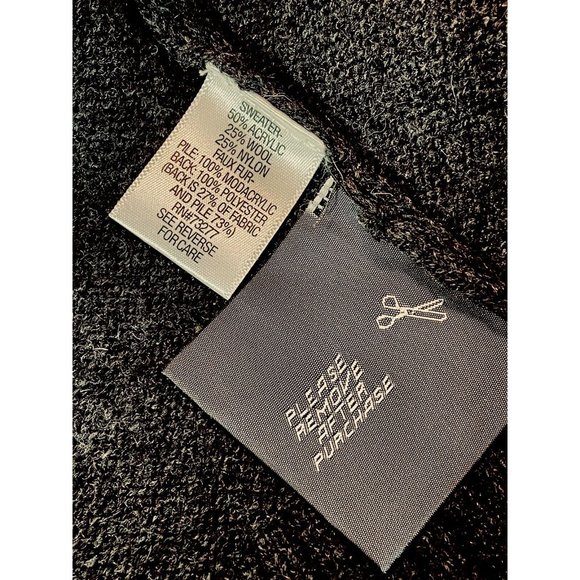 SWEATER-
50% ACRYLIC
25% WOOL
25% NYLON
FAUX FUR-
PILE: 100% MODACRYLIC
BACK: 100% POLYESTER
(BACK IS 27% OF FABRIC
AND PILE 73%)
RN#73277
SEE REVERSE
FOR CARE
PLEASE
REMOVE
AFTER
PURCHASE